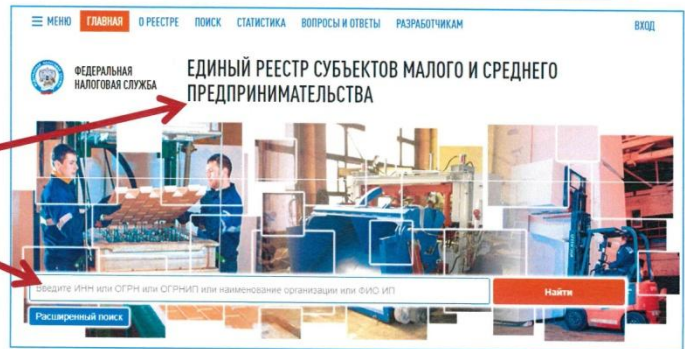 МЕНЮ ГЛАВНАЯ О РЕЕСТРЕ ПОИСК СТАТИСТИКА ВОПРОСЫ И ОТВЕТЫ РАЗРАБОТЧИКАМ ВХОД
ФЕДЕРАЛЬНАЯ
НАЛОГОВАЯ СЛУЖБА
ЕДИНЫЙ РЕЕСТР СУБЪЕКТОВ МАЛОГО И СРЕДНЕГО
ПРЕДПРИНИМАТЕЛЬСТВА
Введите ИНН или ОГРН или ОГРНИП или наименование организации или ФИО ИП Найти
Расширенный поиск